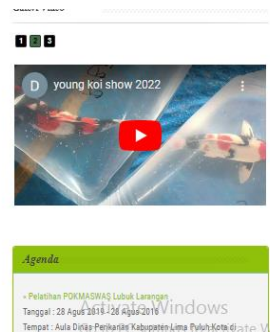 1 2 3
D young koi show 2022
Agenda
» Pelatihan POKMASWAS Lubuk Larangan
Tanggal : 28 Agus 2019 - 28 Agus 2019
Tempat : Aula Dinas Perikanan Kabupaten Lima Puluh Kota di
Activate Windows